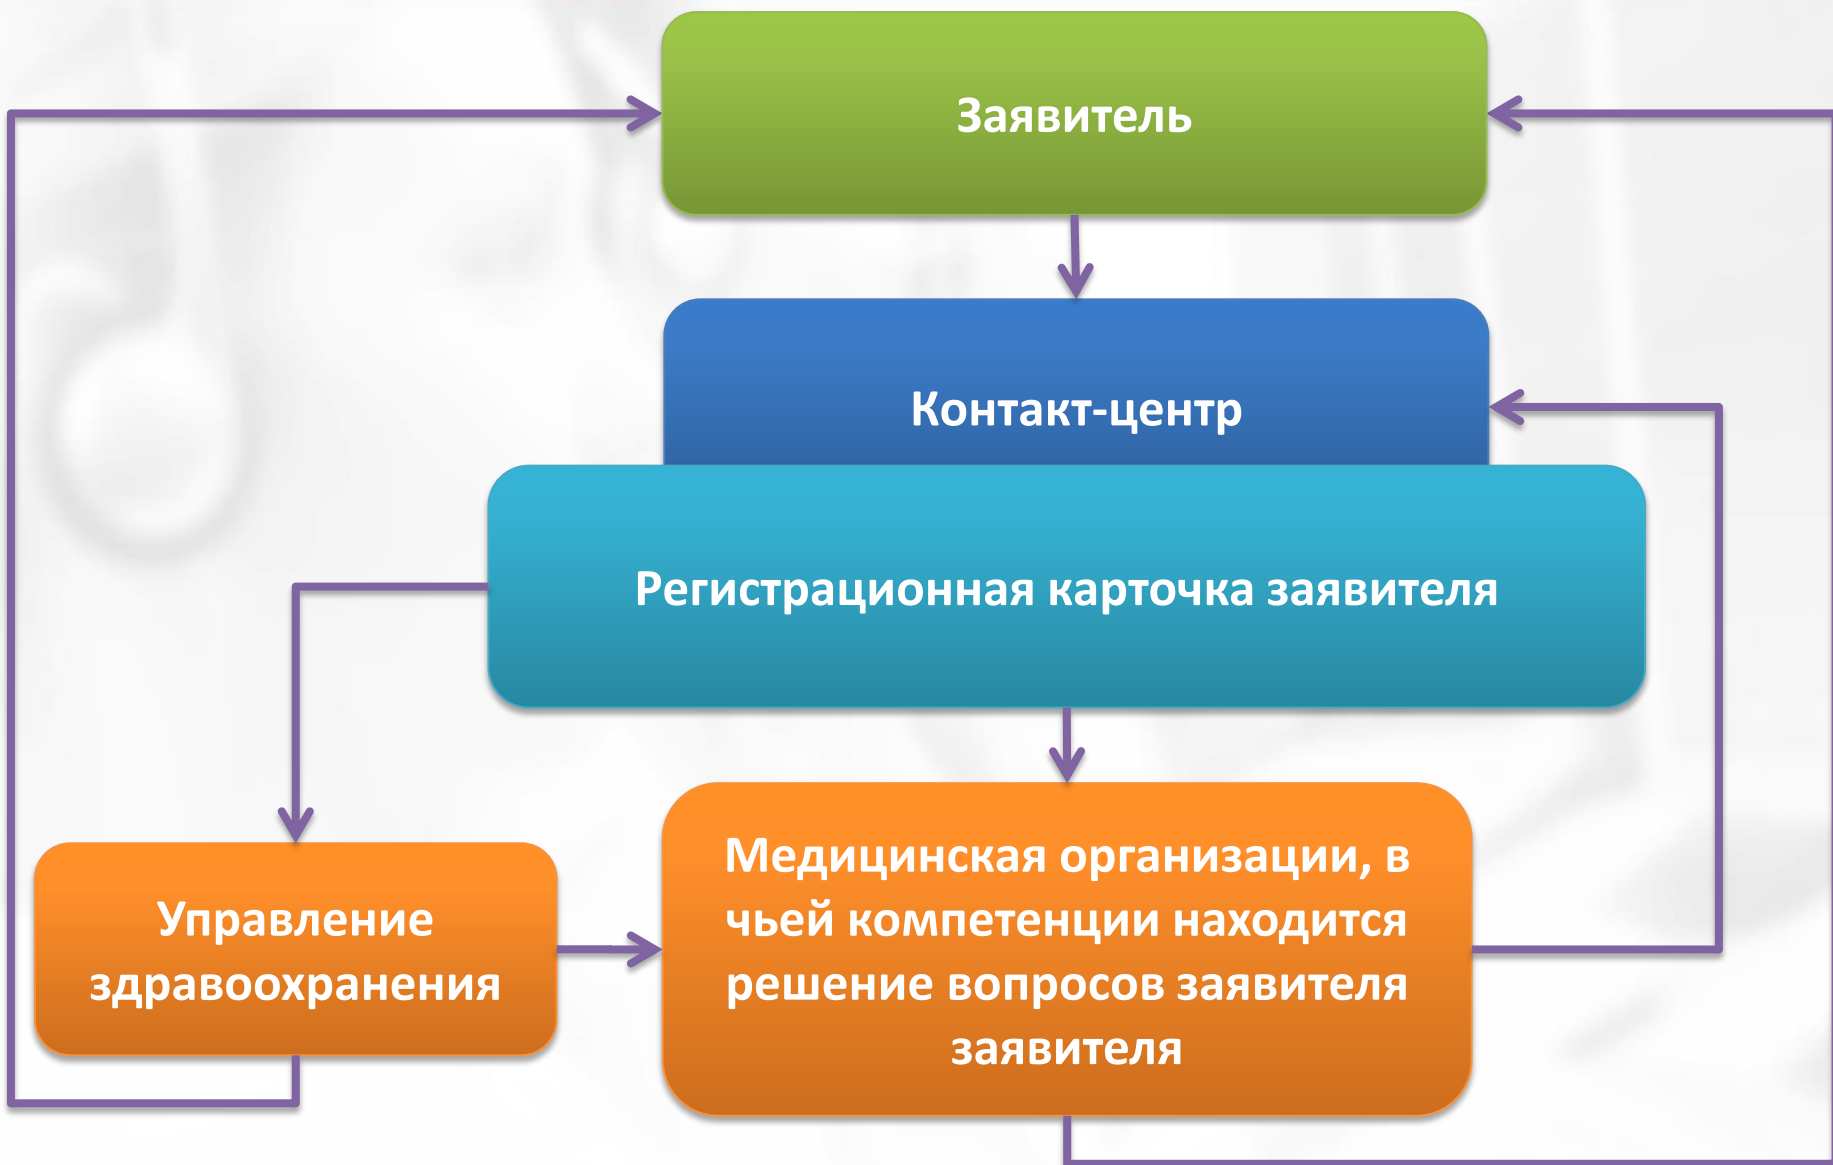 Заявитель
Контакт-центр
Регистрационная карточка заявителя
Управление
здравоохранения
Медицинская организации, в
чьей компетенции находится
решение вопросов заявителя
заявителя